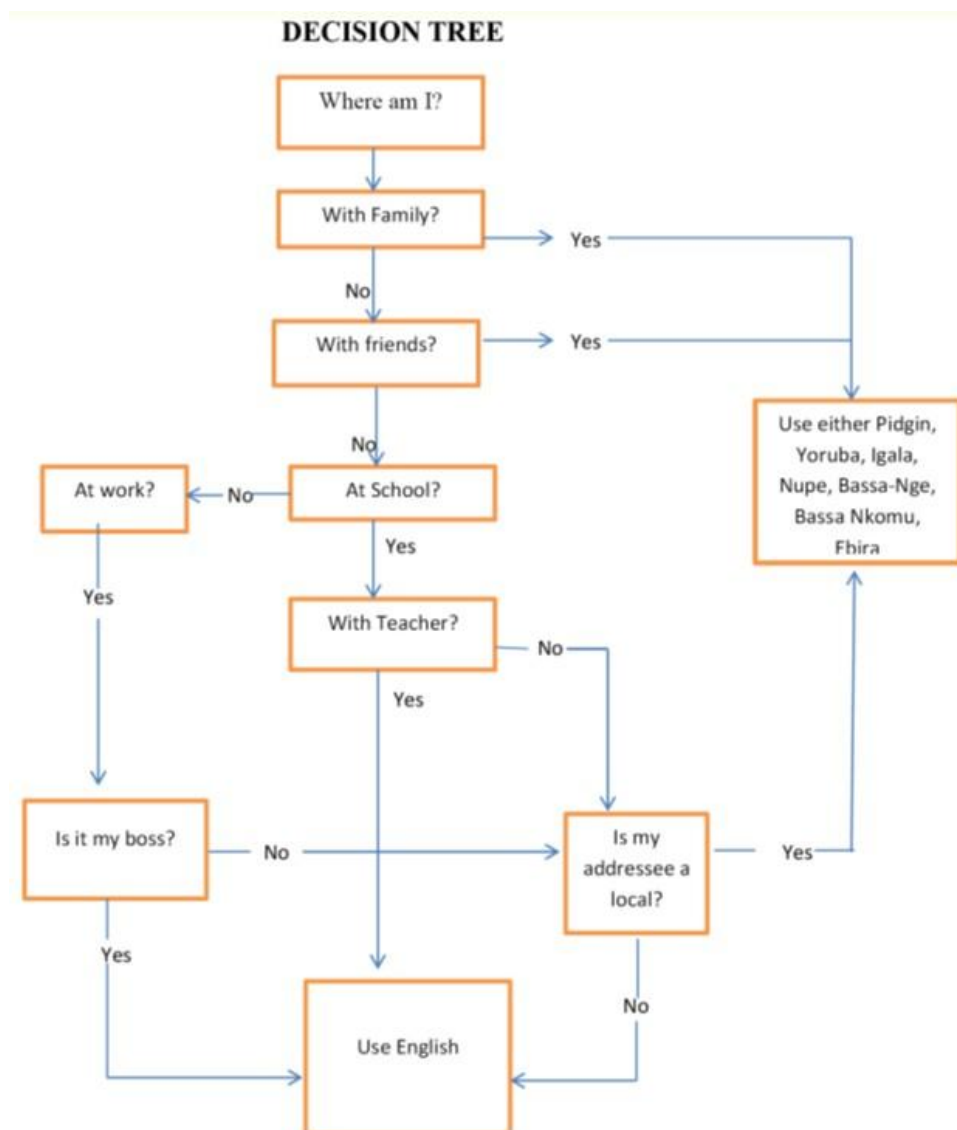 DECISION TREE
Where am I?
With Family?
Yes
No
With friends?
Yes
No
Use either Pidgin,
Yoruba, Igala,
Nupe, Bassa-Nge,
Bassa Nkomu,
Ebira
At work?
No
At School?
Yes
Yes
With Teacher?
No
Yes
Is it my boss?
No
Is my
addressee a
local?
Yes
Yes
No
Use English